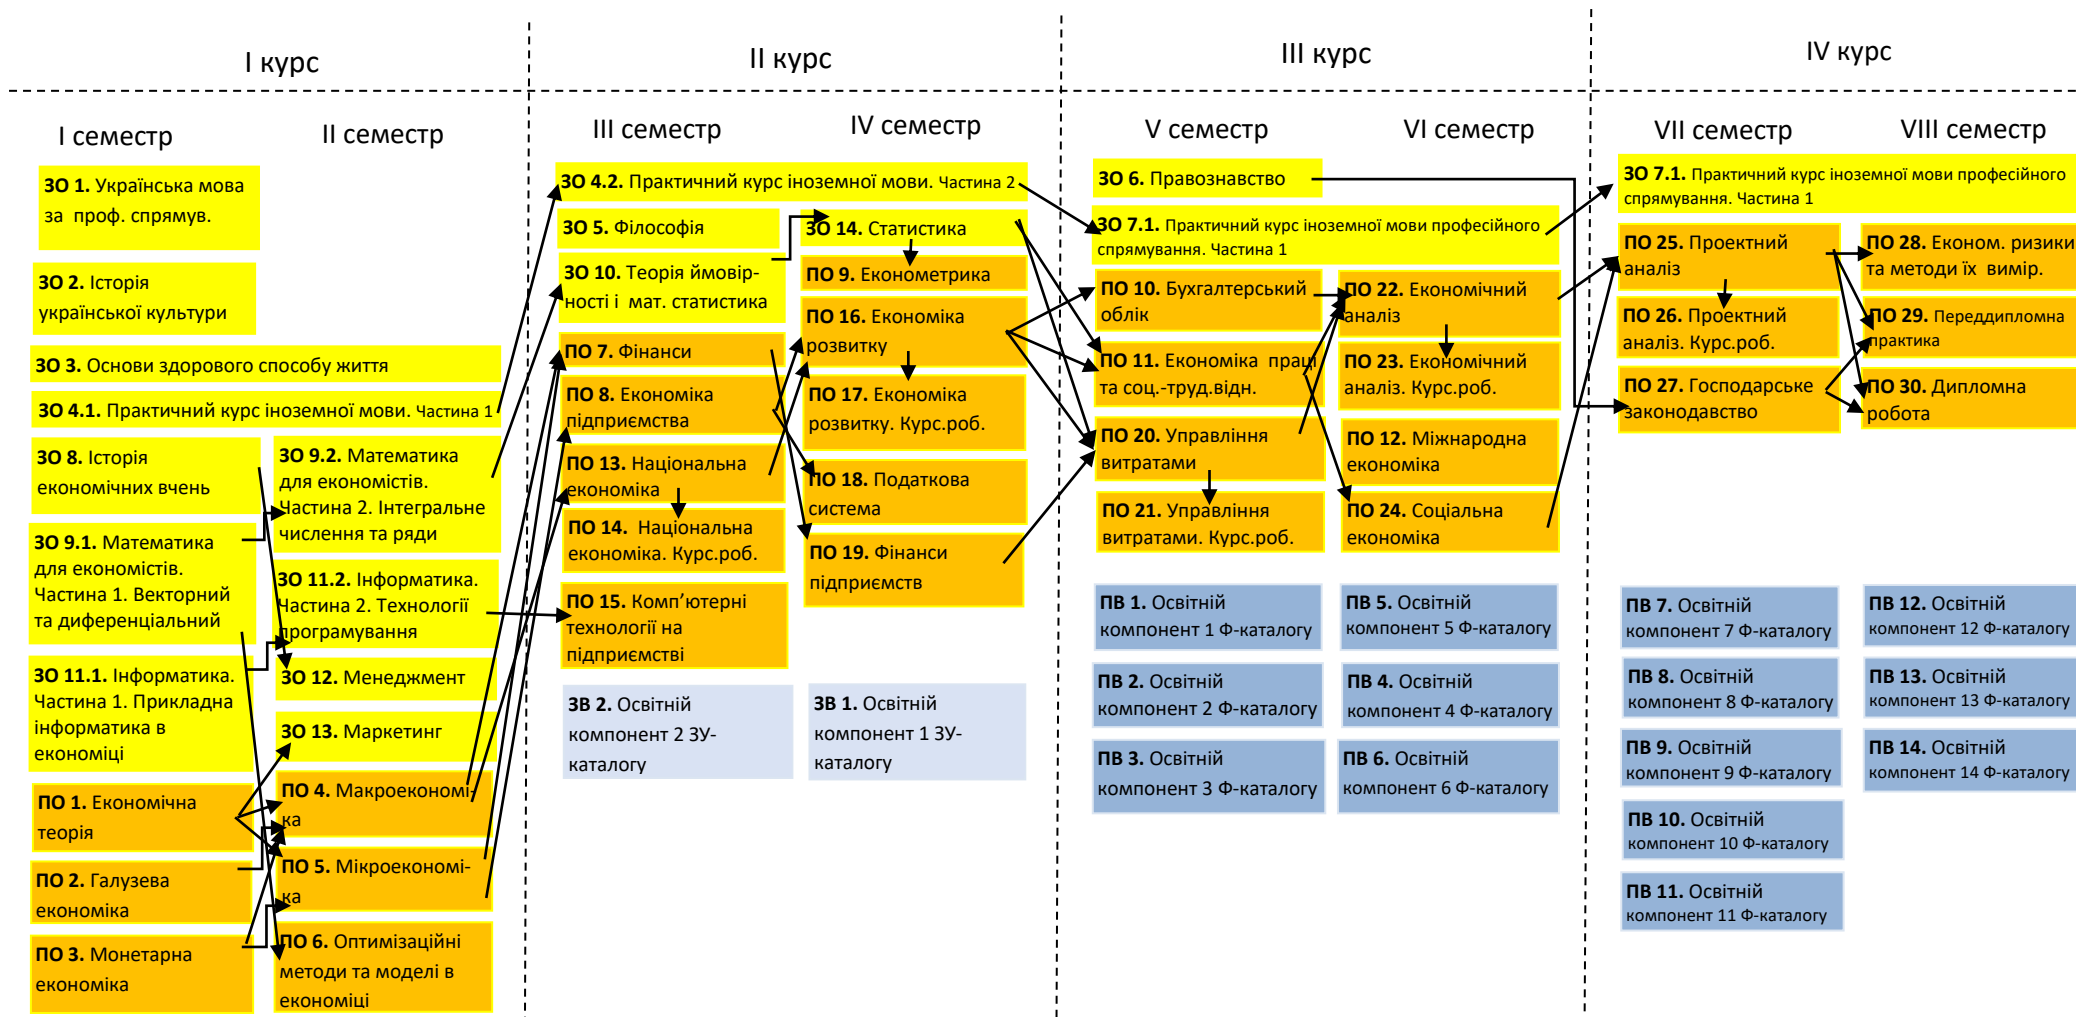 І курс
ІІ курс
ІІІ курс
ІV курс
І семестр
ІІ семестр
ІІІ семестр
ІV семестр
V семестр
VІ семестр
VІІ семестр
VІІІ семестр
ЗО 1. Українська мова
за проф. спрямув.
ЗО 2. Історія
української культури
ЗО 3. Основи здорового способу життя
ЗО 4.1. Практичний курс іноземної мови. Частина 1
ЗО 8. Історія
економічних вчень
ЗО 9.1. Математика
для економістів.
Частина 1. Векторний
та диференціальний
ЗО 11.1. Інформатика.
Частина 1. Прикладна
інформатика в
економіці
ПО 1. Економічна
теорія
ПО 2. Галузева
економіка
ПО 3. Монетарна
економіка
ЗО 9.2. Математика
для економістів.
Частина 2. Інтегральне
числення та ряди
ЗО 11.2. Інформатика.
Частина 2. Технології
програмування
ЗО 12. Менеджмент
ЗО 13. Маркетинг
ПО 4. Макроекономі-
ка
ПО 5. Мікроекономі-
ка
ПО 6. Оптимізаційні
методи та моделі в
економіці
ЗО 4.2. Практичний курс іноземної мови. Частина 2
ЗО 5. Філософія
ЗО 10. Теорія ймовір-
ності і мат. статистика
ПО 7. Фінанси
ПО 8. Економіка
підприємства
ПО 13. Національна
економіка
ПО 14. Національна
економіка. Курс.роб.
ПО 15. Комп’ютерні
технології на
підприємстві
ЗВ 2. Освітній
компонент 2 ЗУ-
каталогу
ЗО 14. Статистика
ПО 9. Економетрика
ПО 16. Економіка
розвитку
ПО 17. Економіка
розвитку. Курс.роб.
ПО 18. Податкова
система
ПО 19. Фінанси
підприємств
ЗВ 1. Освітній
компонент 1 ЗУ-
каталогу
ЗО 6. Правознавство
ЗО 7.1. Практичний курс іноземної мови професійного
спрямування. Частина 1
ПО 10. Бухгалтерський
облік
ПО 11. Економіка праці
та соц.-труд.відн.
ПО 20. Управління
витратами
ПО 21. Управління
витратами. Курс.роб.
ПВ 1. Освітній
компонент 1 Ф-каталогу
ПВ 2. Освітній
компонент 2 Ф-каталогу
ПВ 3. Освітній
компонент 3 Ф-каталогу
ПО 22. Економічний
аналіз
ПО 23. Економічний
аналіз. Курс.роб.
ПО 12. Міжнародна
економіка
ПО 24. Соціальна
економіка
ПВ 5. Освітній
компонент 5 Ф-каталогу
ПВ 4. Освітній
компонент 4 Ф-каталогу
ПВ 6. Освітній
компонент 6 Ф-каталогу
ЗО 7.1. Практичний курс іноземної мови професійного
спрямування. Частина 1
ПО 25. Проектний
аналіз
ПО 26. Проектний
аналіз. Курс.роб.
ПО 27. Господарське
законодавство
ПВ 7. Освітній
компонент 7 Ф-каталогу
ПВ 8. Освітній
компонент 8 Ф-каталогу
ПВ 9. Освітній
компонент 9 Ф-каталогу
ПВ 10. Освітній
компонент 10 Ф-каталогу
ПВ 11. Освітній
компонент 11 Ф-каталогу
ПО 28. Економ. ризики
та методи їх вимір.
ПО 29. Переддипломна
практика
ПО 30. Дипломна
робота
ПВ 12. Освітній
компонент 12 Ф-каталогу
ПВ 13. Освітній
компонент 13 Ф-каталогу
ПВ 14. Освітній
компонент 14 Ф-каталогу